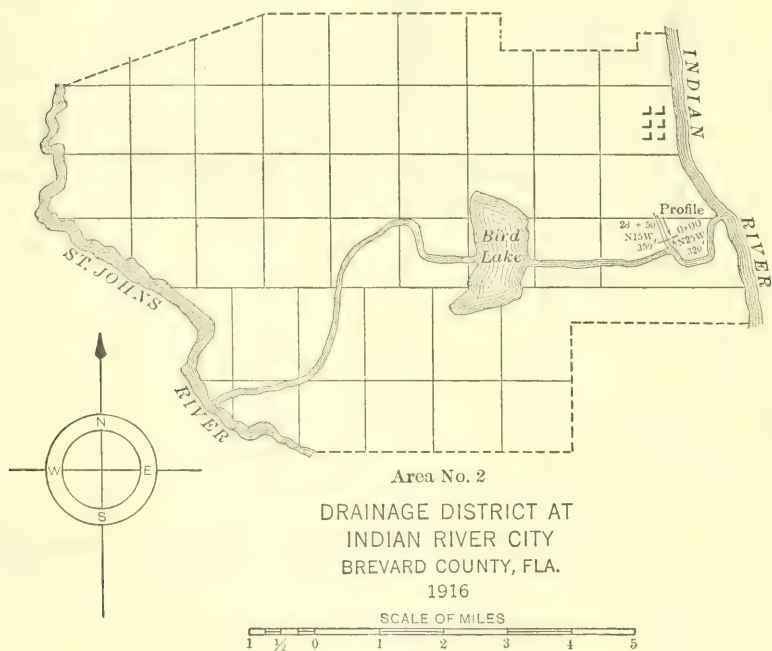 INDIAN
RIVER
Profile
28 + 50
0+00
N15W
N25W
359'
320'
Bird
Lake
ST. JOHNS
RIVER
N
W E
S
Area No. 2
DRAINAGE DISTRICT AT
INDIAN RIVER CITY
BREVARD COUNTY, FLA.
1916
SCALE OF MILES
1 ½ 0 1 2 3 4 5